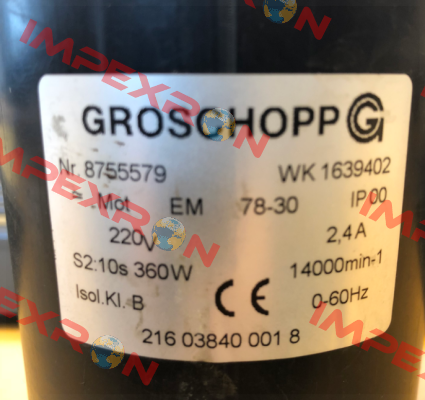 GROSCHOPP
Nr. 8755579 WK 1639402
= Mot EM 78-30 IP 00
220V 2,4 A
S2:10s 360W 14000min-1
Isol.Kl.-B CE 0-60Hz
216 03840 001 8
IMPEXRON
IMPEXRON
IMPEXRON
IMPEXRON